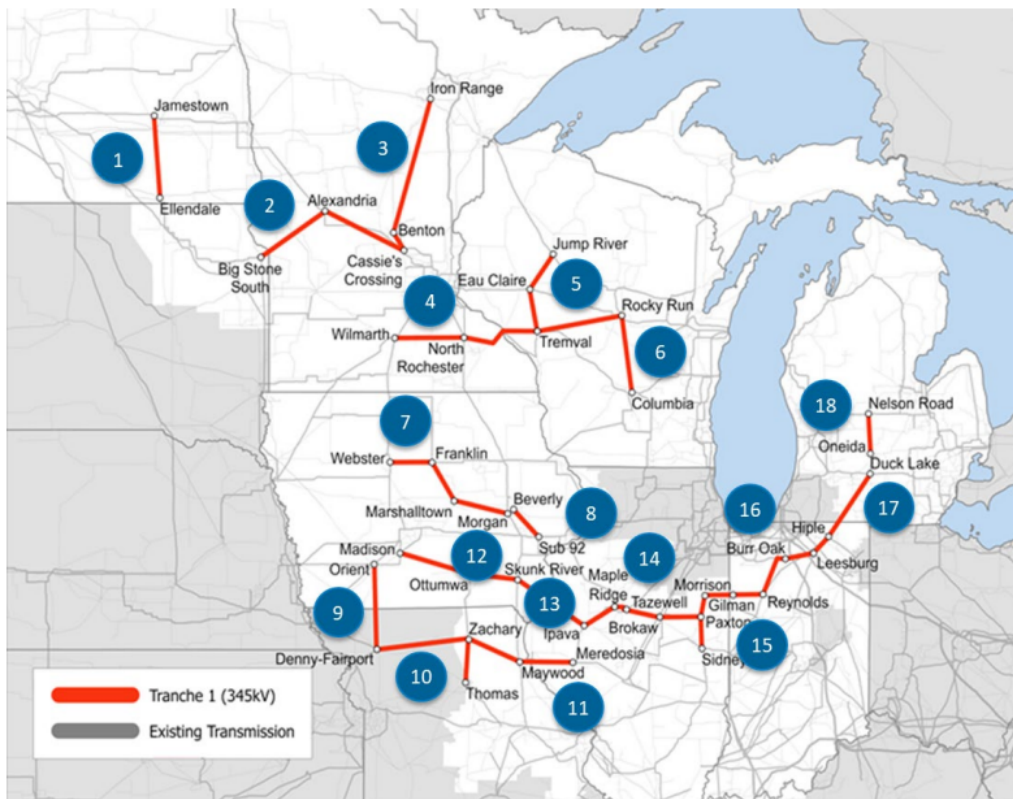 Iron Range
Jamestown
3
1
2
Alexandria
Ellendale
Benton
Big Stone
South
Cassie's
Crossing
Jump River
Eau Claire
5
4
Rocky Run
Wilmarth
North
Rochester
Tremval
6
Columbia
18
Nelson Road
7
Oneida
Webster
Franklin
Duck Lake
Beverly
Marshalltown
Morgan
8
16
17
Hiple
Sub 92
Burr Oak
Leesburg
Madison
12
14
Orient
Skunk River
Ottumwa
Maple
Ridge
Morrison
9
13
Tazewell
Gilman
Reynolds
Ipava
Brokaw
Paxton
Zachary
15
Denny-Fairport
Meredosia
Sidney
10
Maywood
Thomas
11
Tranche 1 (345kV)
Existing Transmission